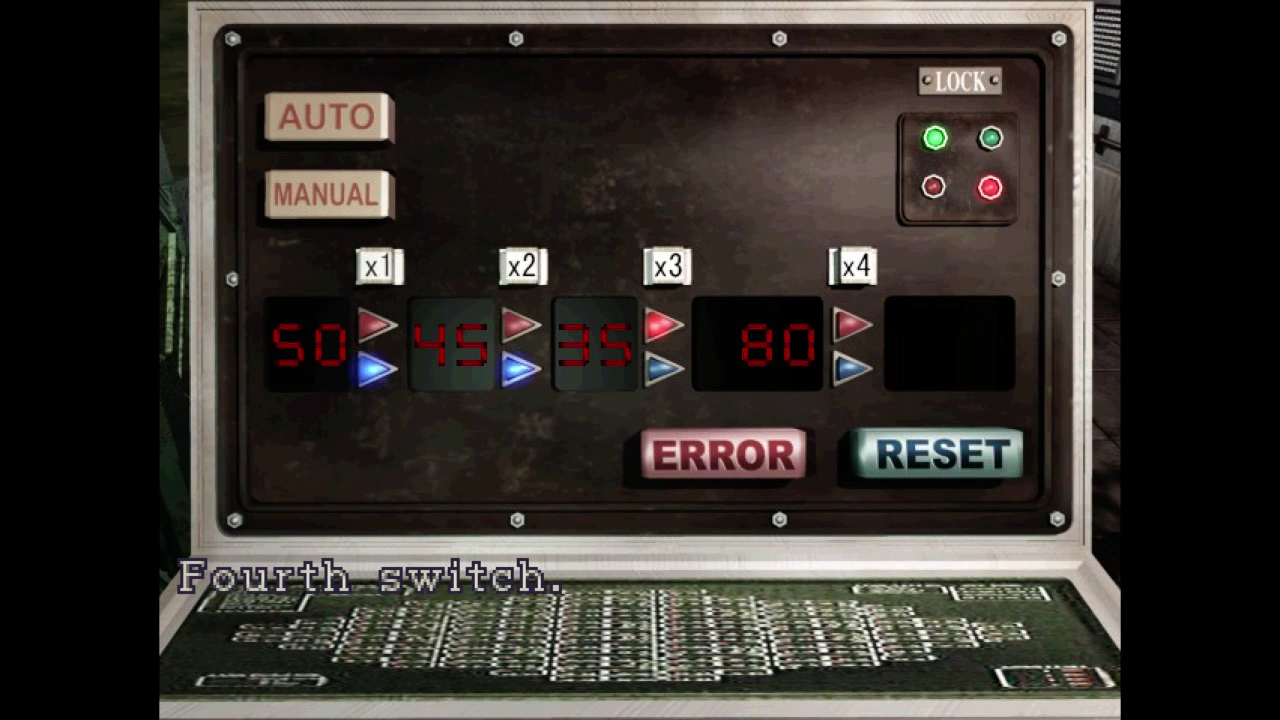 LOCK
AUTO
MANUAL
x1 x2 x3 x4
50 45 35 80
ERROR RESET
Fourth switch.